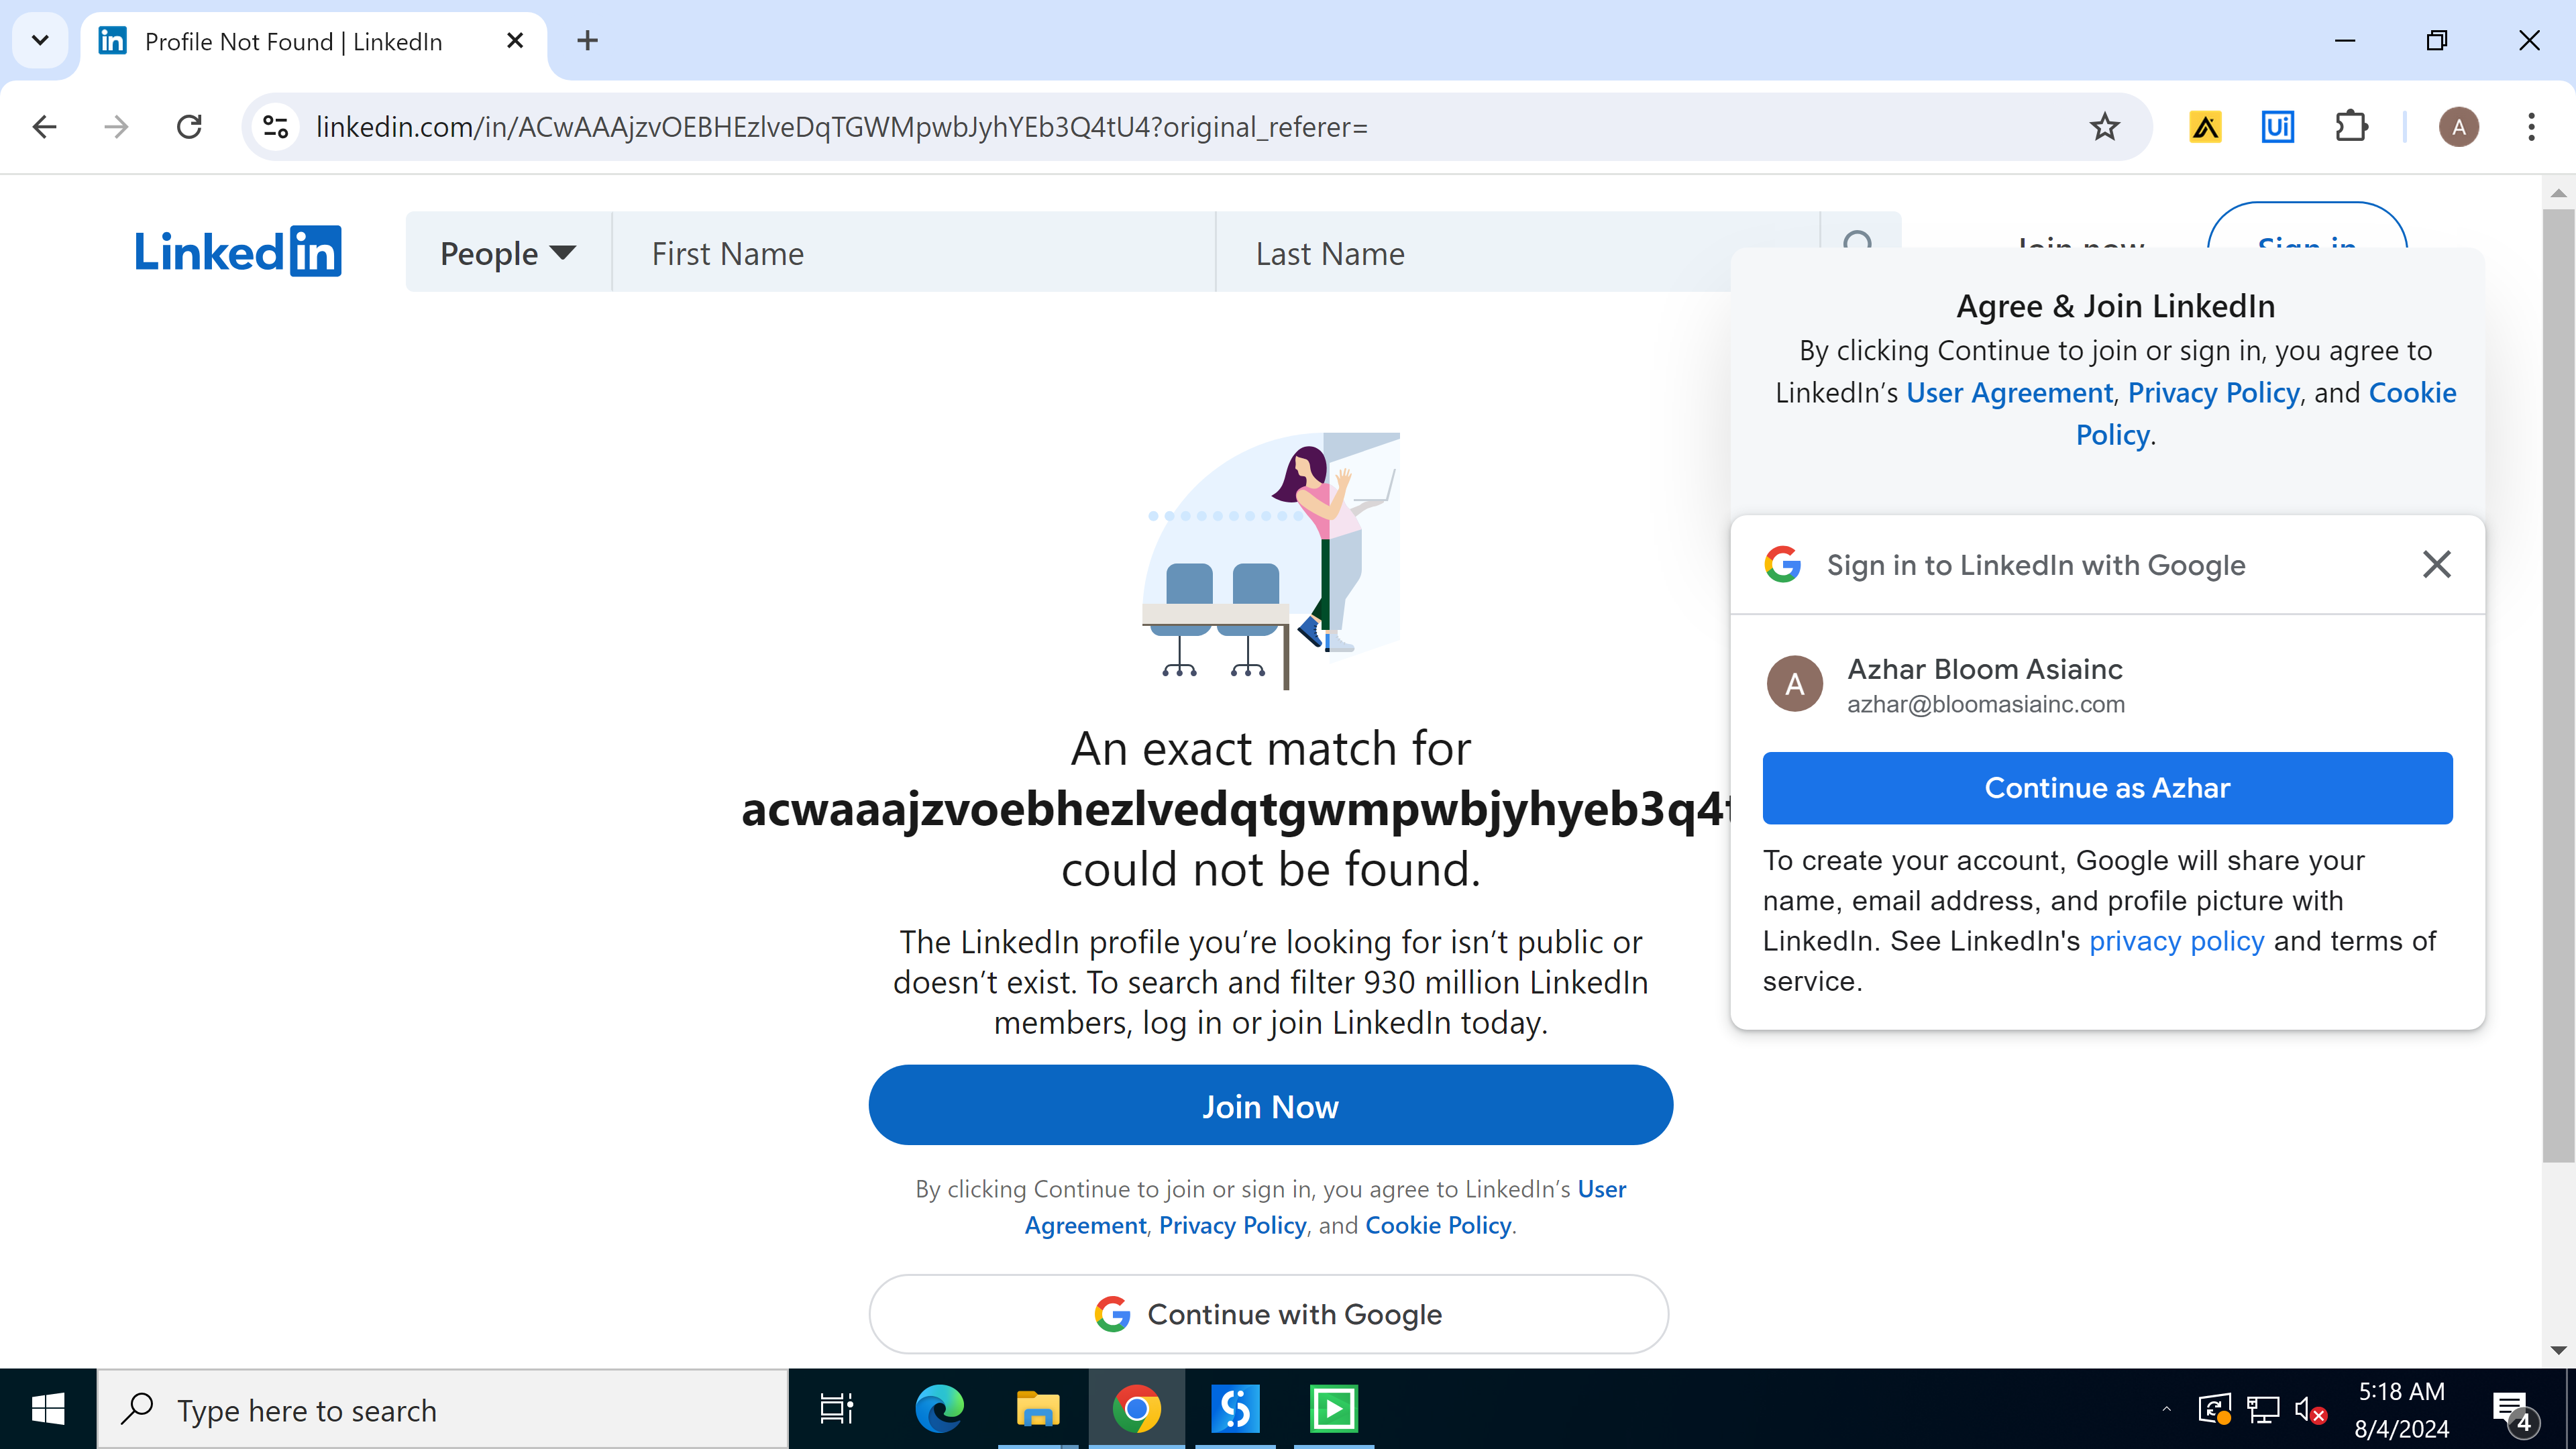 Profile Not Found | LinkedIn
linkedin.com/in/ACwAAAjzvOEBHEzlveDqTGWMpwbJyhYEb3Q4tU4?original_referer=
Ui
A
Linkedin
People
First Name
Last Name
Join now
Sign in
Agree & Join LinkedIn
By clicking Continue to join or sign in, you agree to
LinkedIn’s User Agreement, Privacy Policy, and Cookie
Policy.
Sign in to LinkedIn with Google
A
Azhar Bloom Asiainc
azhar@bloomasiainc.com
Continue as Azhar
To create your account, Google will share your
name, email address, and profile picture with
LinkedIn. See LinkedIn's privacy policy and terms of
service.
An exact match for
acwaaajzvoebhezlvedqtgwmpwbjyhyeb3q4t
could not be found.
The LinkedIn profile you’re looking for isn’t public or
doesn’t exist. To search and filter 930 million LinkedIn
members, log in or join LinkedIn today.
Join Now
By clicking Continue to join or sign in, you agree to LinkedIn’s User
Agreement, Privacy Policy, and Cookie Policy.
Continue with Google
Type here to search
5:18 AM
8/4/2024
4